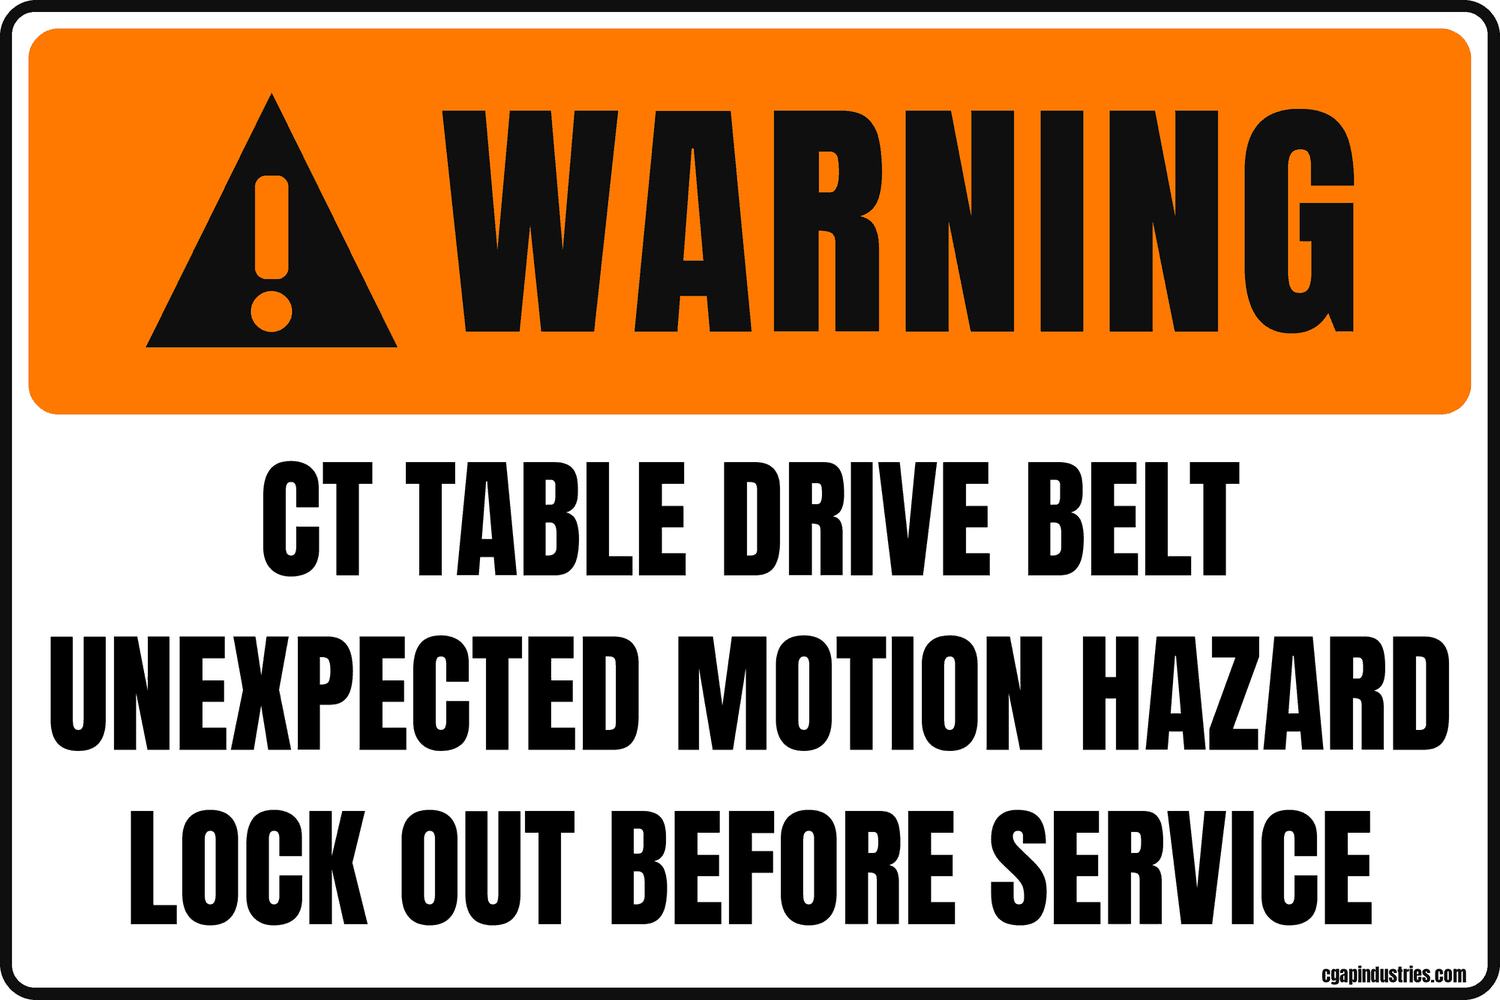 WARNING
CT TABLE DRIVE BELT
UNEXPECTED MOTION HAZARD
LOCK OUT BEFORE SERVICE
cgapindustries.com